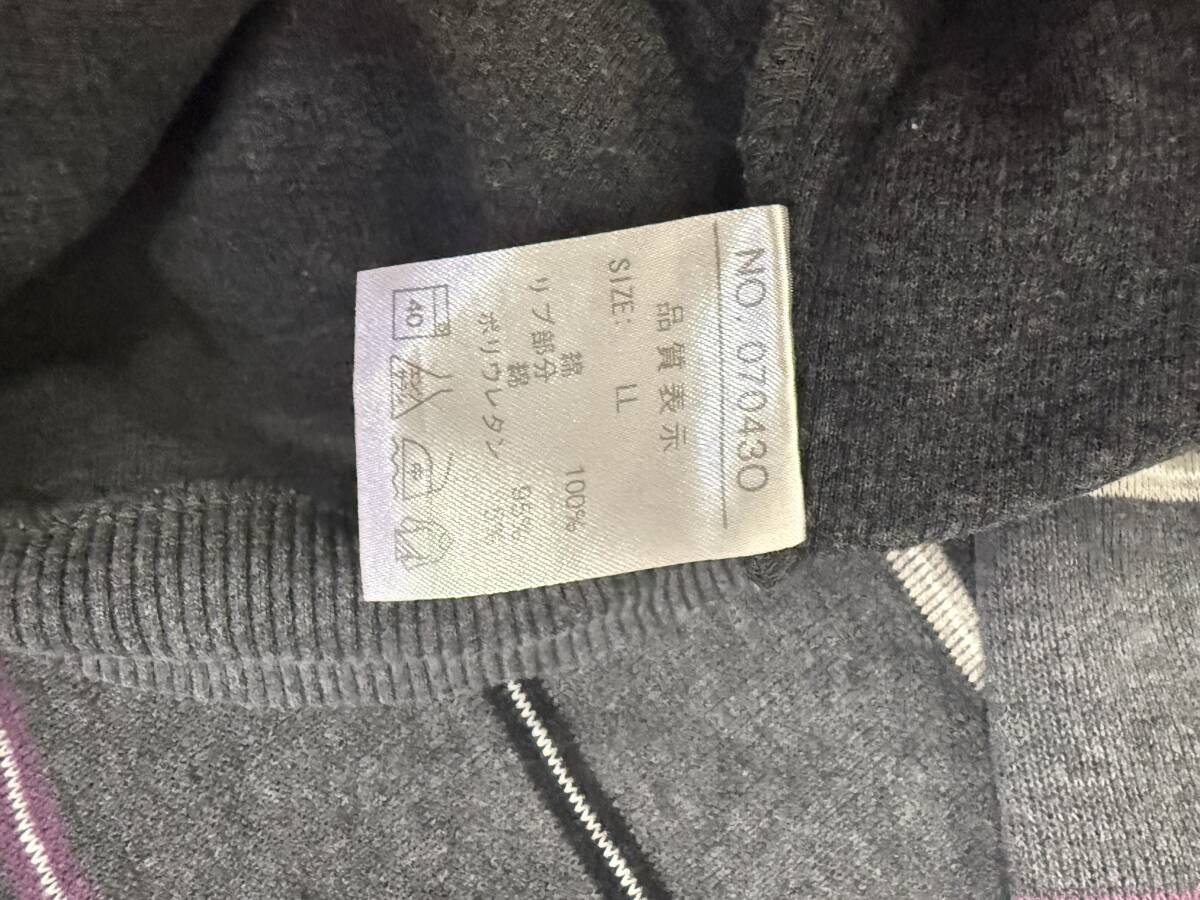 NO. 070430
品質表示
SIZE: LL
綿 100%
リブ部分
綿 95%
ポリウレタン 5%
40